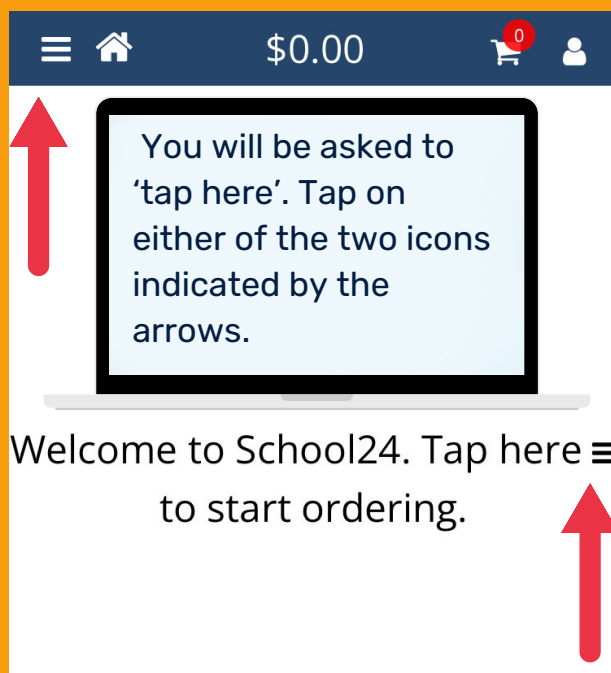 $0.00
0
You will be asked to
‘tap here’. Tap on
either of the two icons
indicated by the
arrows.
Welcome to School24. Tap here
to start ordering.